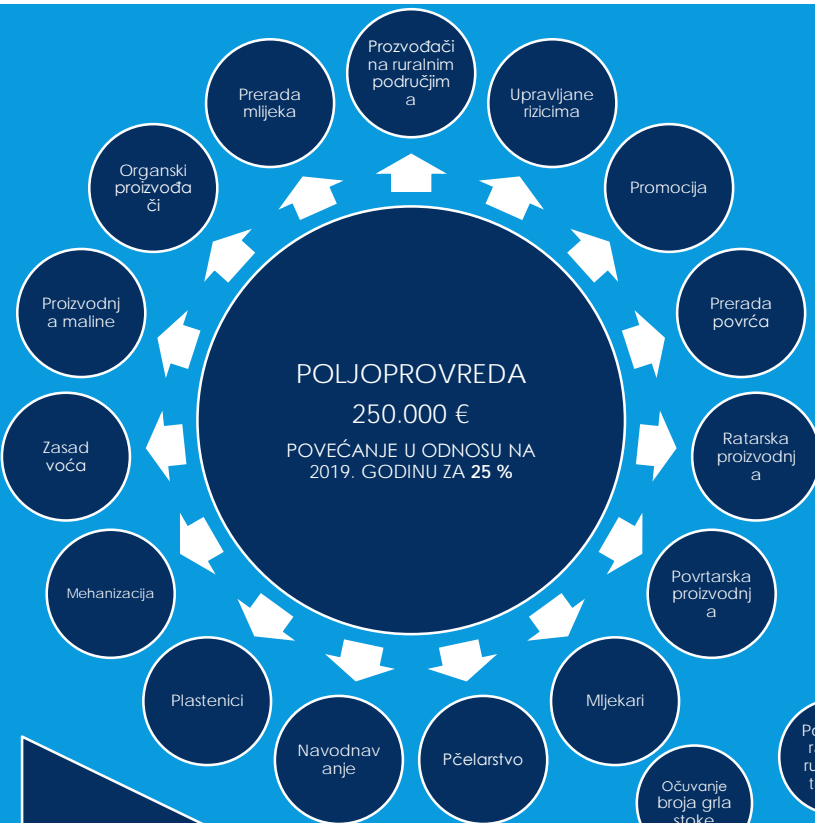 POLJOPROVREDA
250.000 €
POVEĆANJE U ODNOSU NA
2019. GODINU ZA 25 %
Prozvođači
na ruralnim
područjim
a
Upravljane
rizicima
Promocija
Prerada
povrća
Ratarska
proizvodnj
a
Povrtarska
proizvodnj
a
Mljekari
Pčelarstvo
Navodnav
anje
Plastenici
Mehanizacija
Zasad
voća
Proizvodnj
a maline
Organski
proizvođa
či
Prerada
mlijeka
Očuvanje
broja grla
stoke